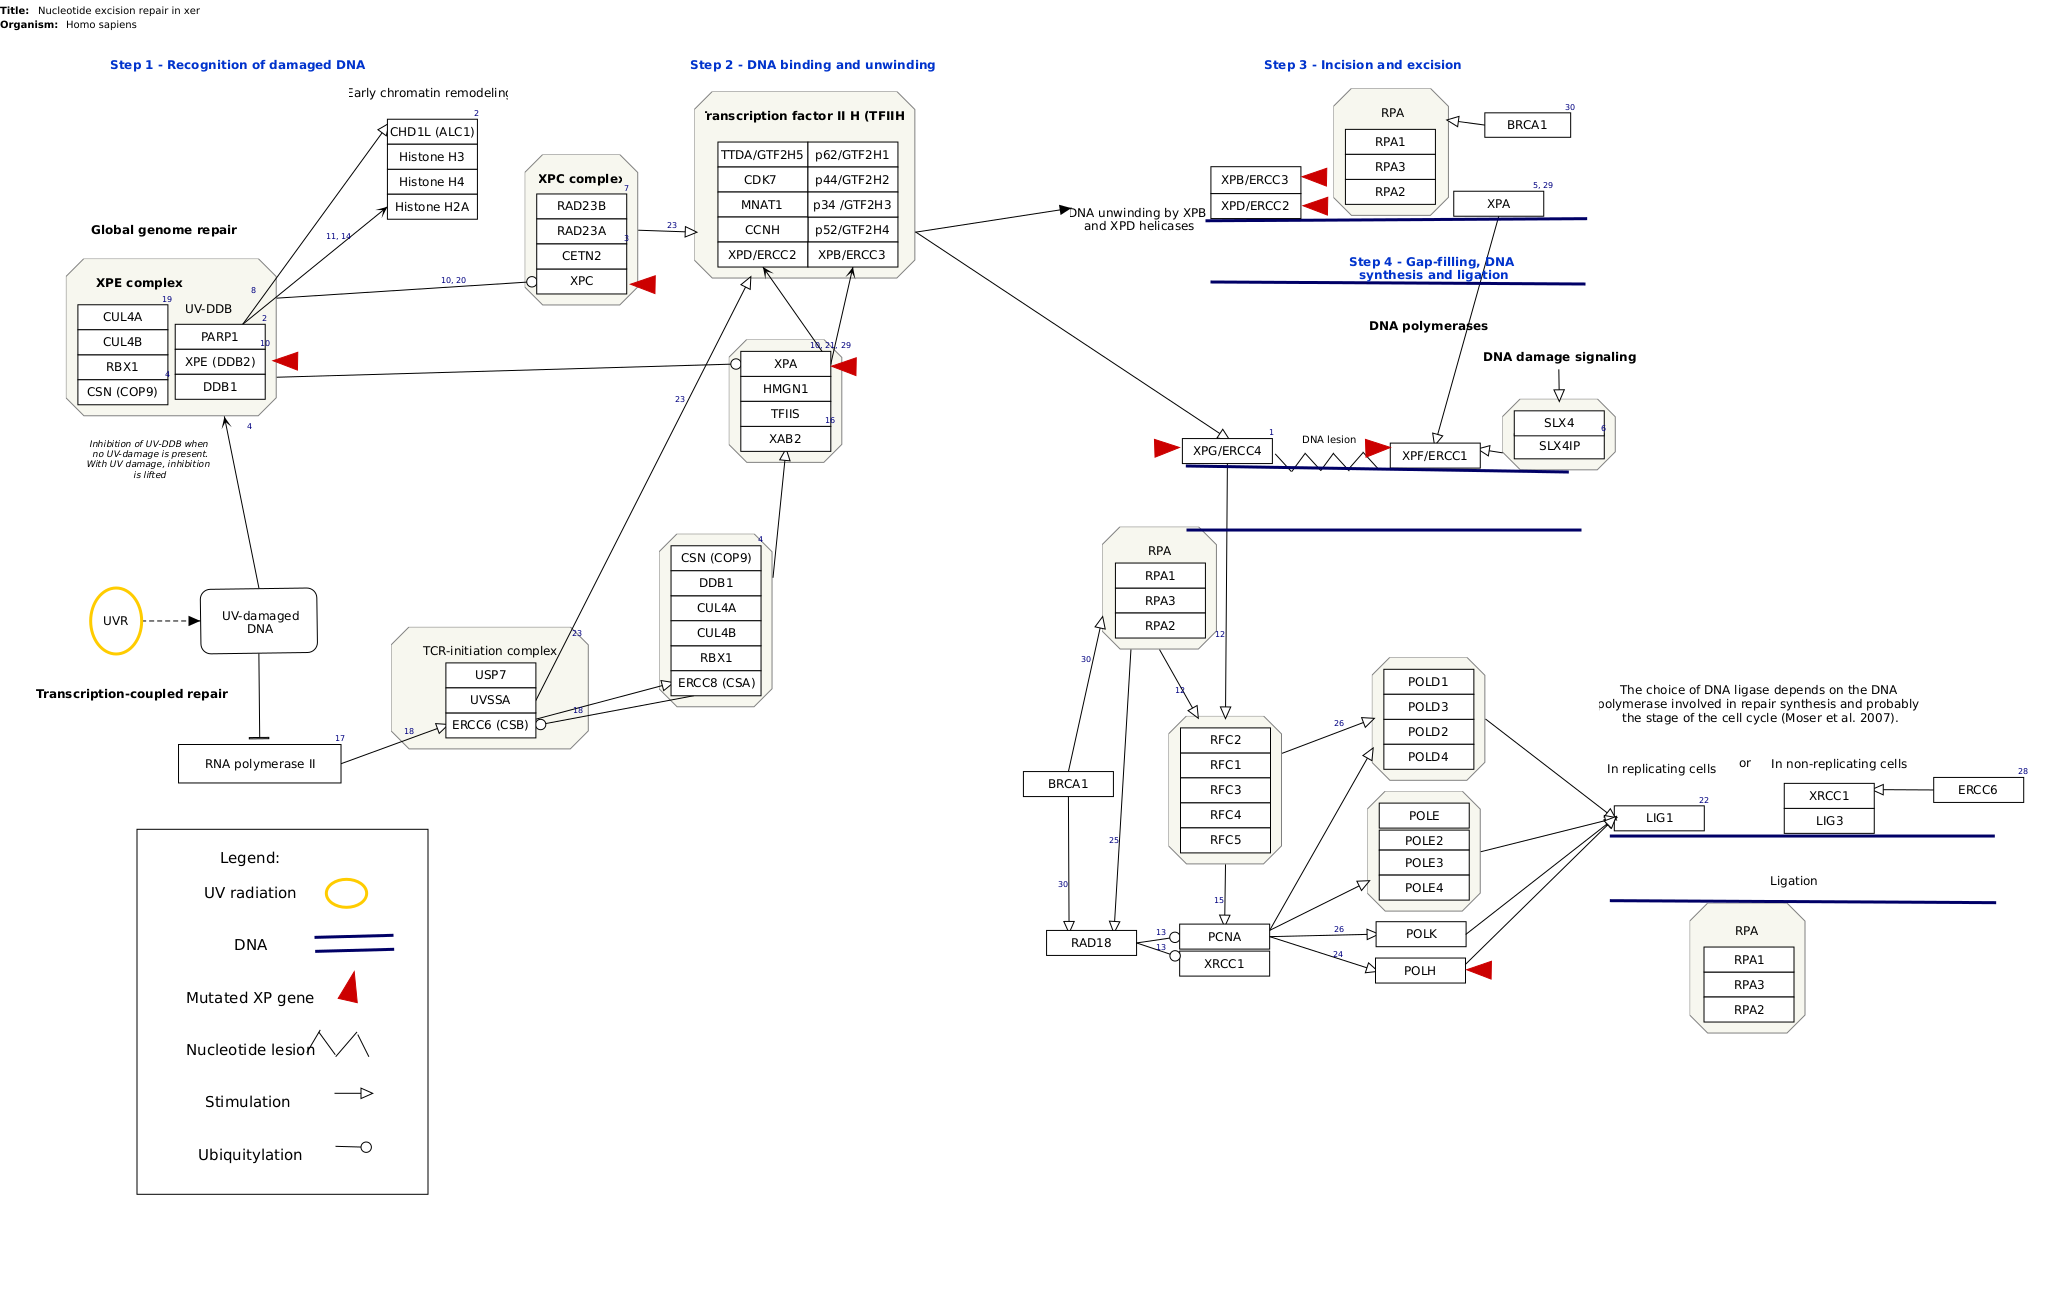 Title: Nucleotide excision repair in xer
Organism: Homo sapiens
Step 1 - Recognition of damaged DNA
Step 2 - DNA binding and unwinding
Step 3 - Incision and excision
Early chromatin remodeling
2
CHD1L (ALC1)
Histone H3
Histone H4
Histone H2A
11, 14
Global genome repair
XPE complex
19
CUL4A
CUL4B
RBX1
4
CSN (COP9)
UV-DDB
8
2
PARP1
10
XPE (DDB2)
DDB1
10, 20
4
Inhibition of UV-DDB when
no UV-damage is present.
With UV damage, inhibition
is lifted
XPC complex
7
RAD23B
RAD23A
3
CETN2
XPC
23
Transcription factor II H (TFIIH
TTDA/GTF2H5
p62/GTF2H1
CDK7
p44/GTF2H2
MNAT1
p34 /GTF2H3
CCNH
p52/GTF2H4
XPD/ERCC2
XPB/ERCC3
10, 21, 29
XPA
HMGN1
TFIIS
16
XAB2
23
DNA unwinding by XPB
and XPD helicases
XPB/ERCC3
XPD/ERCC2
RPA
RPA1
RPA3
RPA2
30
BRCA1
5, 29
XPA
Step 4 - Gap-filling, DNA
synthesis and ligation
DNA polymerases
DNA damage signaling
SLX4
6
SLX4IP
1
XPG/ERCC4
DNA lesion
XPF/ERCC1
UVR
UV-damaged
DNA
Transcription-coupled repair
17
RNA polymerase II
18
23
TCR-initiation complex
USP7
UVSSA
ERCC6 (CSB)
18
4
CSN (COP9)
DDB1
CUL4A
CUL4B
RBX1
ERCC8 (CSA)
RPA
RPA1
RPA3
RPA2
12
30
12
BRCA1
25
30
RFC2
RFC1
RFC3
RFC4
RFC5
15
RAD18
13
13
PCNA
XRCC1
26
POLD1
POLD3
POLD2
POLD4
POLE
POLE2
POLE3
POLE4
26
POLK
24
POLH
The choice of DNA ligase depends on the DNA
polymerase involved in repair synthesis and probably
the stage of the cell cycle (Moser et al. 2007).
In replicating cells
or
In non-replicating cells
22
LIG1
XRCC1
LIG3
28
ERCC6
Ligation
RPA
RPA1
RPA3
RPA2
Legend:
UV radiation
DNA
Mutated XP gene
Nucleotide lesion
Stimulation
Ubiquitylation